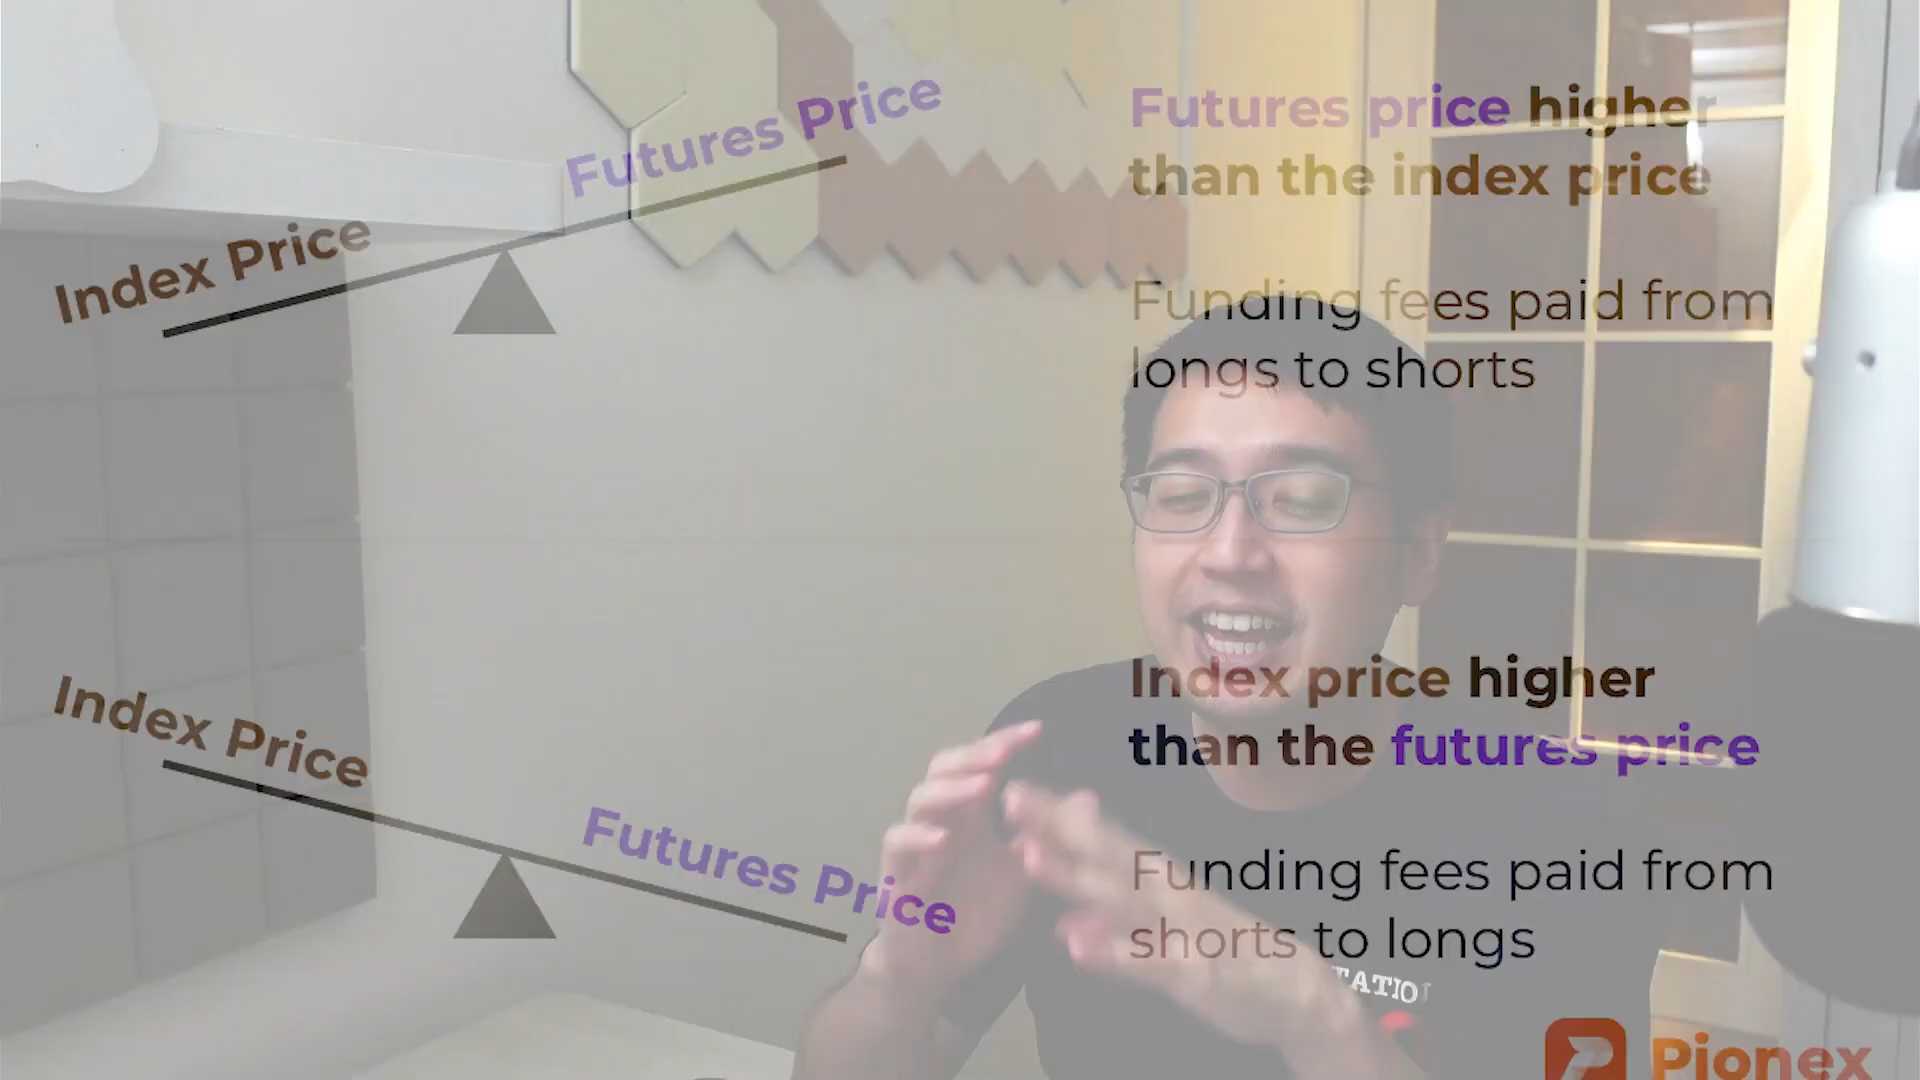 Futures Price
Index Price
Futures price higher
than the index price
Funding fees paid from
longs to shorts
Index Price
Futures Price
Index price higher
than the futures price
Funding fees paid from
shorts to longs
TATIO
Pionex